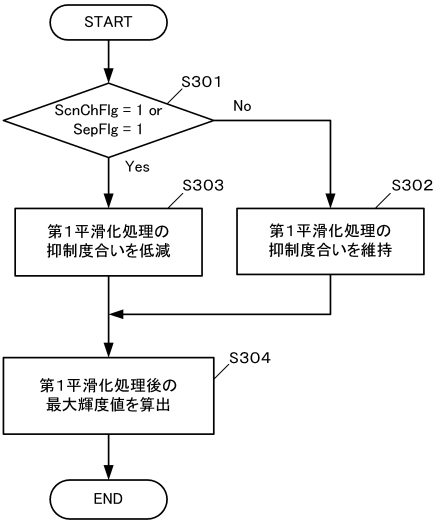 START
S301
ScnChFlg = 1 or
SepFlg = 1
No
Yes
S303
第1平滑化処理の
抑制度合いを低減
S302
第1平滑化処理の
抑制度合いを維持
S304
第1平滑化処理後の
最大輝度値を算出
END